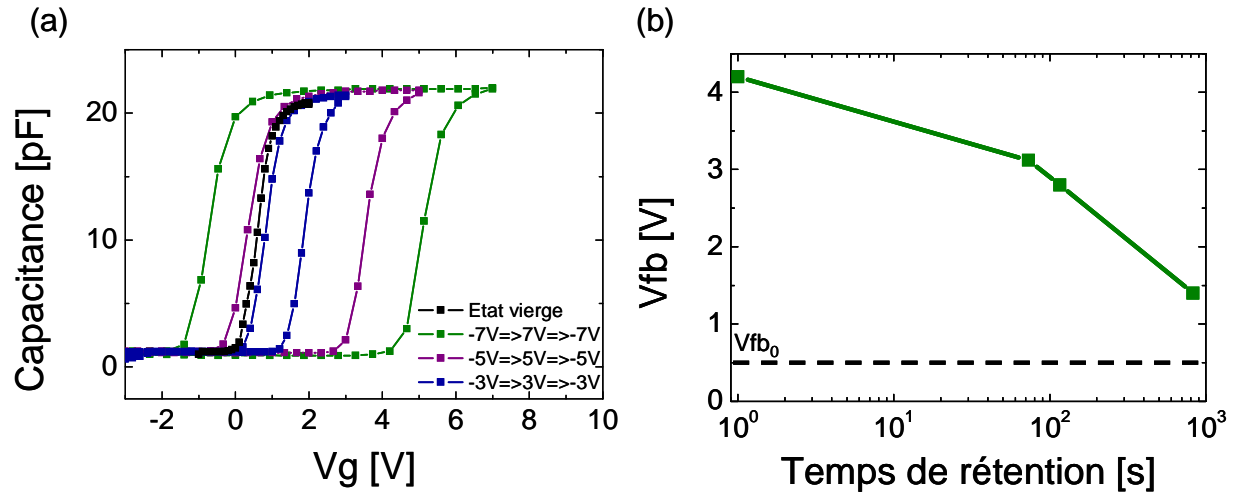 (a)
Capacitance [pF]
20
10
0
-2
0
2
4
6
8
10
Vg [V]
Etat vierge
-7V=>7V=>-7V
-5V=>5V=>-5V
-3V=>3V=>-3V
(b)
Vfb [V]
4
3
2
1
0
Vfb0
10^0
10^1
10^2
10^3
Temps de rétention [s]